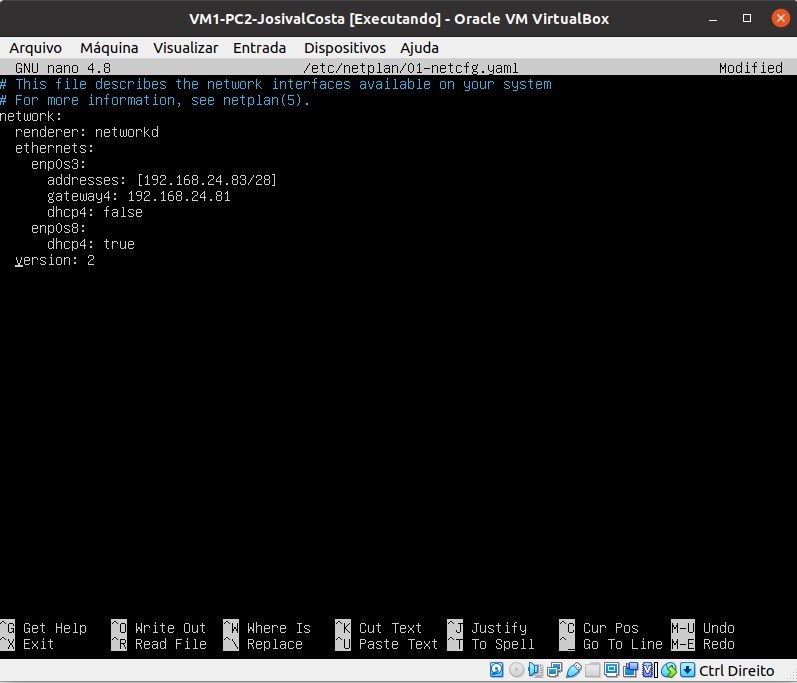 VM1-PC2-JosivalCosta [Executando] - Oracle VM VirtualBox
Arquivo Máquina Visualizar Entrada Dispositivos Ajuda
GNU nano 4.8 /etc/netplan/01-netcfg.yaml Modified
# This file describes the network interfaces available on your system
# For more information, see netplan(5).
network:
  renderer: networkd
  ethernets:
    enp0s3:
      addresses: [192.168.24.83/28]
      gateway4: 192.168.24.81
      dhcp4: false
    enp0s8:
      dhcp4: true
  version: 2
^G Get Help ^O Write Out ^W Where Is ^K Cut Text ^J Justify ^C Cur Pos M-U Undo
^X Exit ^R Read File ^\ Replace ^U Paste Text ^T To Spell ^_ Go To Line M-E Redo
Ctrl Direito